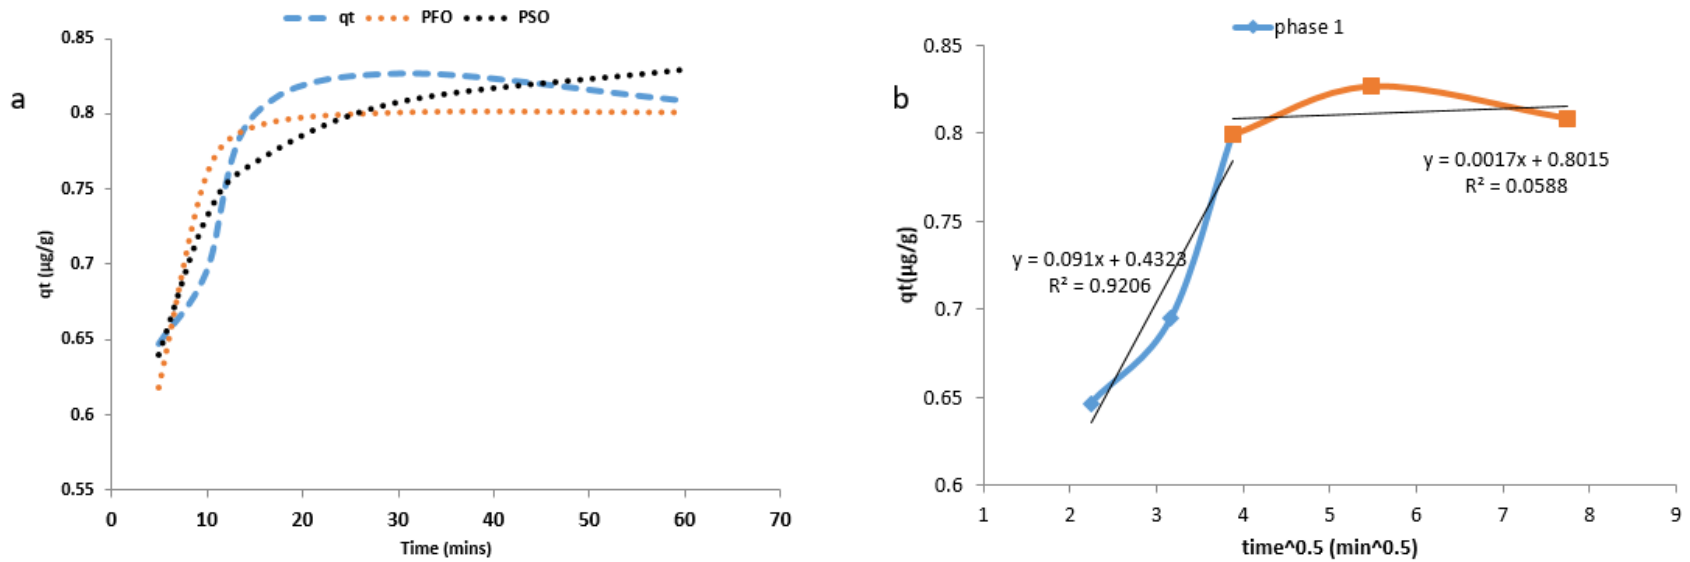 qt PFO PSO
a
0.85
0.8
0.75
0.7
0.65
0.6
0.55
qt (µg/g)
0 10 20 30 40 50 60 70
Time (mins)
phase 1
b
0.85
0.8
0.75
0.7
0.65
0.6
qt(µg/g)
y = 0.0017x + 0.8015
R² = 0.0588
y = 0.091x + 0.4323
R² = 0.9206
1 2 3 4 5 6 7 8 9
time^0.5 (min^0.5)